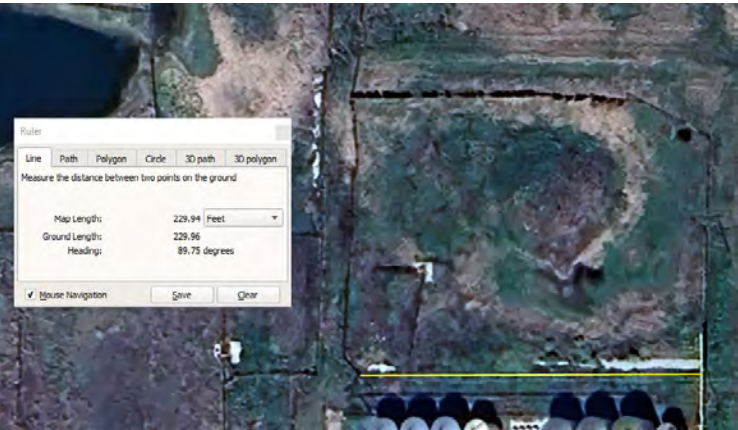 Ruler
Line Path Polygon Circle 3D path 3D polygon
Measure the distance between two points on the ground
Map Length: 229.94 Feet
Ground Length: 229.96
Heading: 89.75 degrees
Mouse Navigation Save Clear